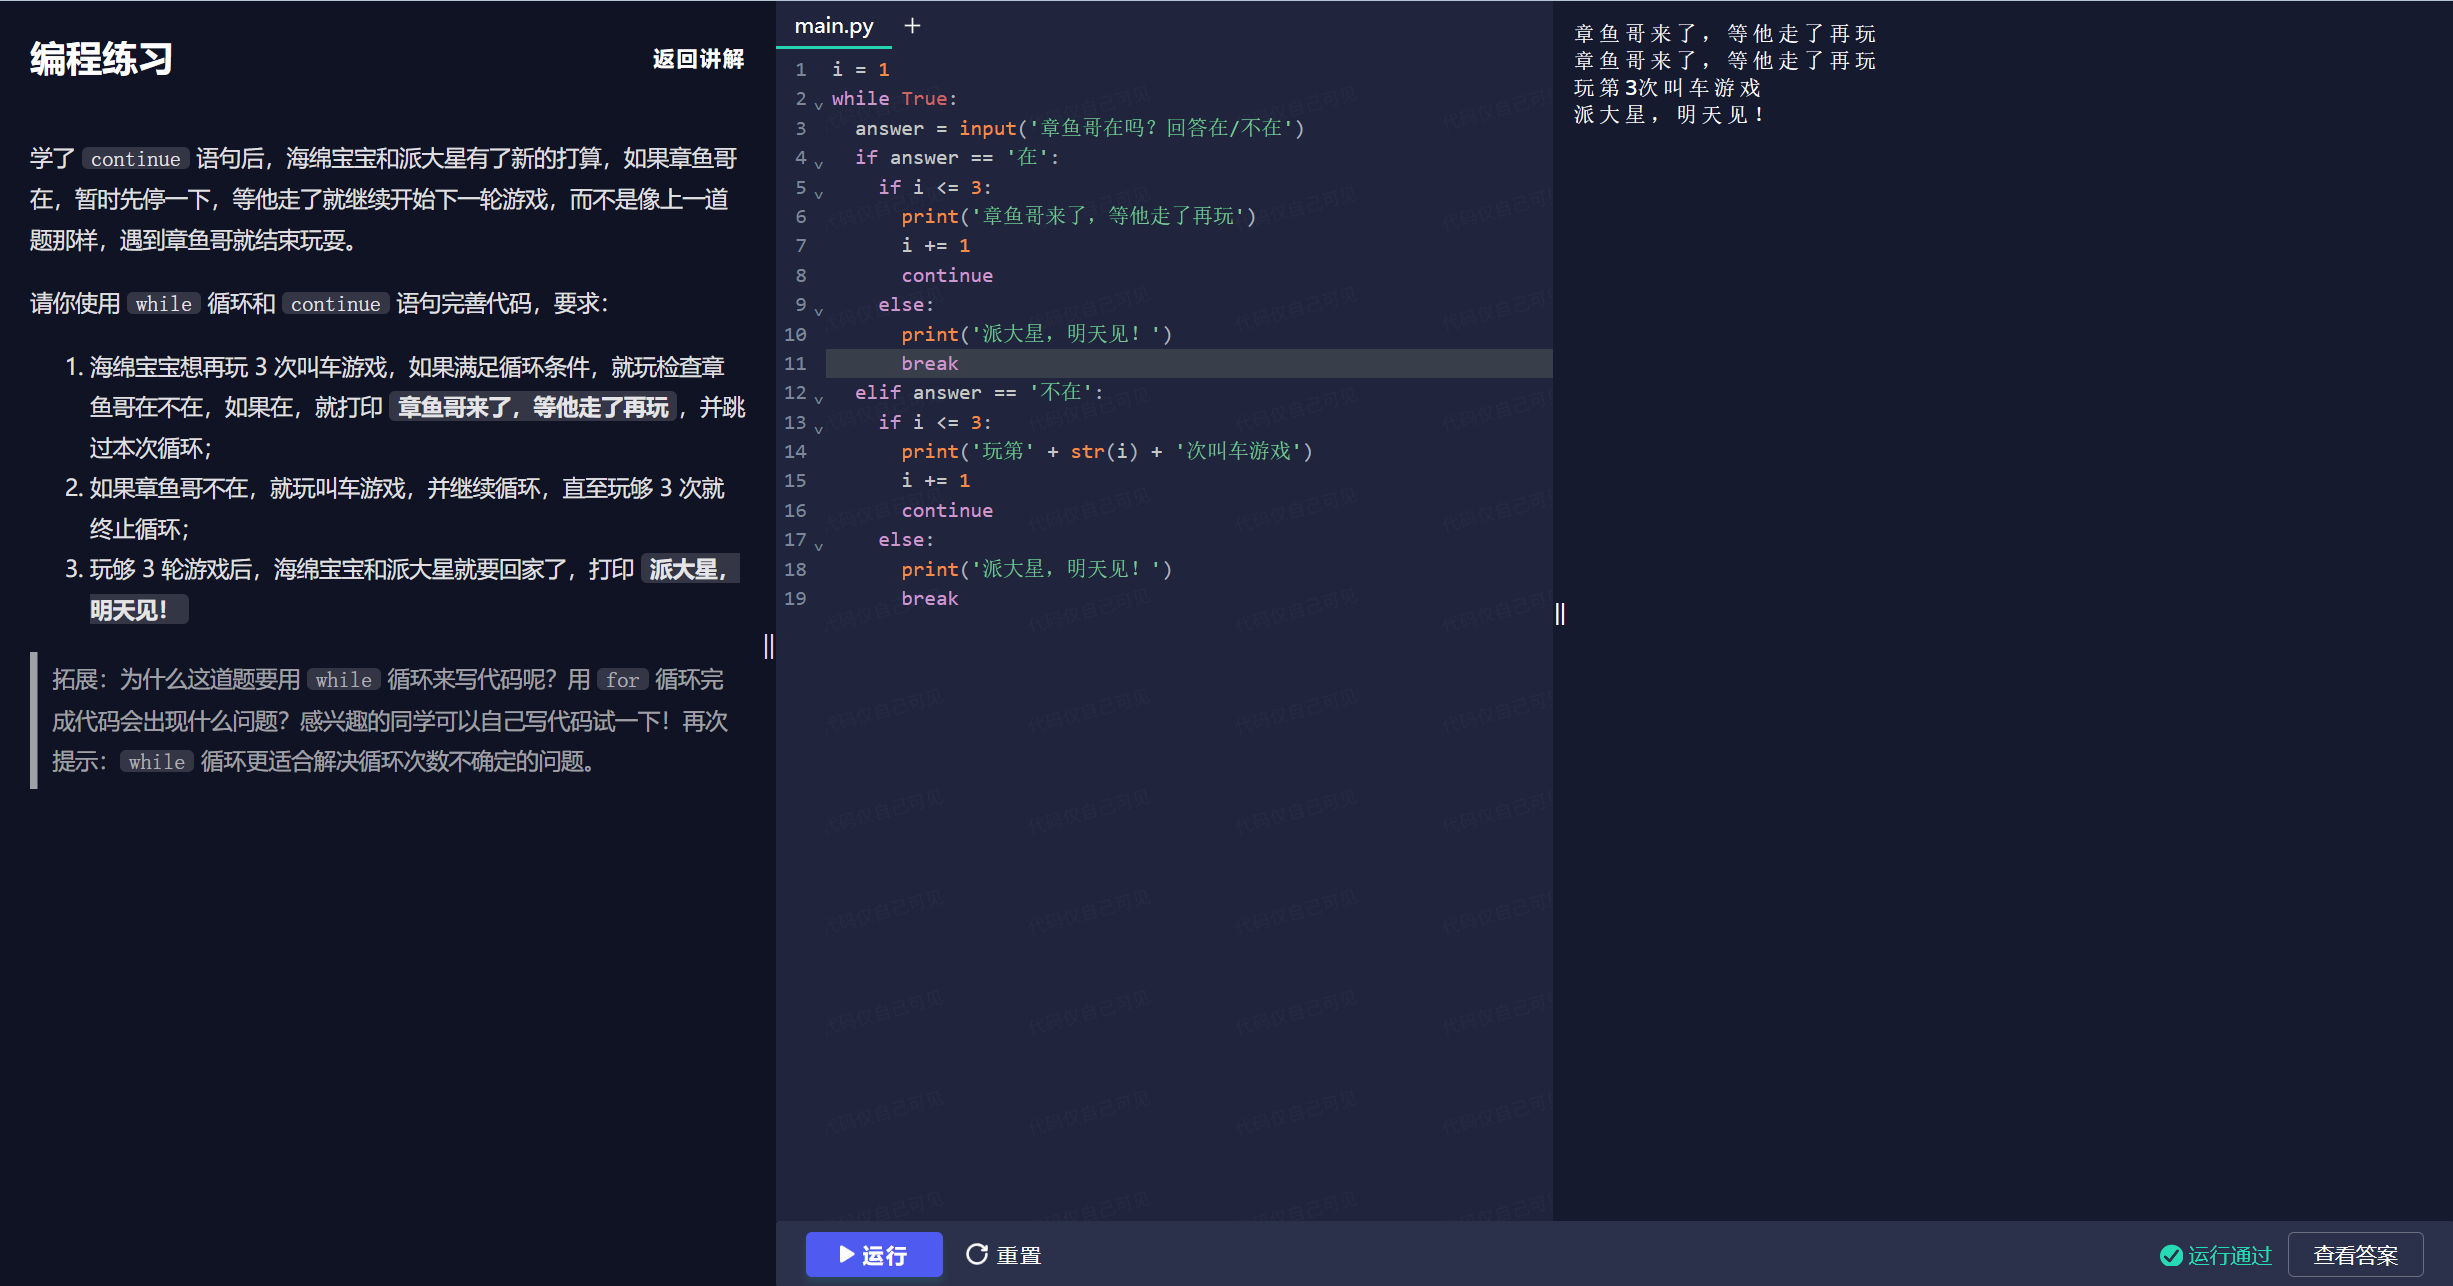 编程练习
返回讲解
学了 continue 语句后，海绵宝宝和派大星有了新的打算，如果章鱼哥
在，暂时先停一下，等他走了就继续开始下一轮游戏，而不是像上一道
题那样，遇到章鱼哥就结束玩耍。
请你使用 while 循环和 continue 语句完善代码，要求：
1. 海绵宝宝想再玩 3 次叫车游戏，如果满足循环条件，就玩检查章
鱼哥在不在，如果在，就打印 章鱼哥来了，等他走了再玩 ，并跳
过本次循环；
2. 如果章鱼哥不在，就玩叫车游戏，并继续循环，直至玩够 3 次就
终止循环；
3. 玩够 3 轮游戏后，海绵宝宝和派大星就要回家了，打印 派大星，
明天见！
拓展：为什么这道题要用 while 循环来写代码呢？用 for 循环完
成代码会出现什么问题？感兴趣的同学可以自己写代码试一下！再次
提示： while 循环更适合解决循环次数不确定的问题。
main.py +
1 i = 1
2 while True:
3 answer = input('章鱼哥在吗？回答在/不在')
4 if answer == '在':
5 if i <= 3:
6 print('章鱼哥来了，等他走了再玩')
7 i += 1
8 continue
9 else:
10 print('派大星，明天见！')
11 break
12 elif answer == '不在':
13 if i <= 3:
14 print('玩第' + str(i) + '次叫车游戏')
15 i += 1
16 continue
17 else:
18 print('派大星，明天见！')
19 break
代码仅自己可见
运行
重置
章鱼哥来了，等他走了再玩
章鱼哥来了，等他走了再玩
玩第3次叫车游戏
派大星，明天见！
运行通过
查看答案